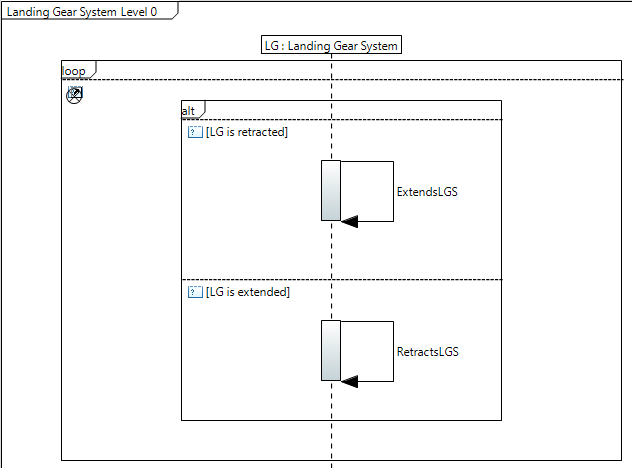 Landing Gear System Level 0
LG : Landing Gear System
loop
alt
? [LG is retracted]
ExtendsLGS
? [LG is extended]
RetractsLGS